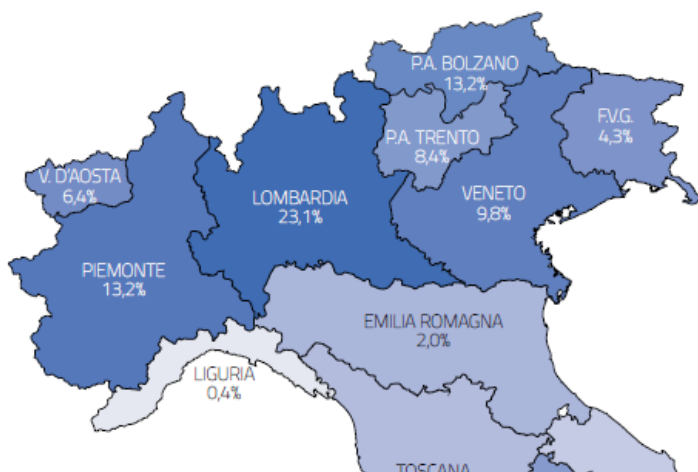 P.A. BOLZANO
13,2%
F.V.G.
4,3%
P.A. TRENTO
8,4%
V. D'AOSTA
6,4%
LOMBARDIA
23,1%
VENETO
9,8%
PIEMONTE
13,2%
EMILIA ROMAGNA
2,0%
LIGURIA
0,4%
TOSCANA